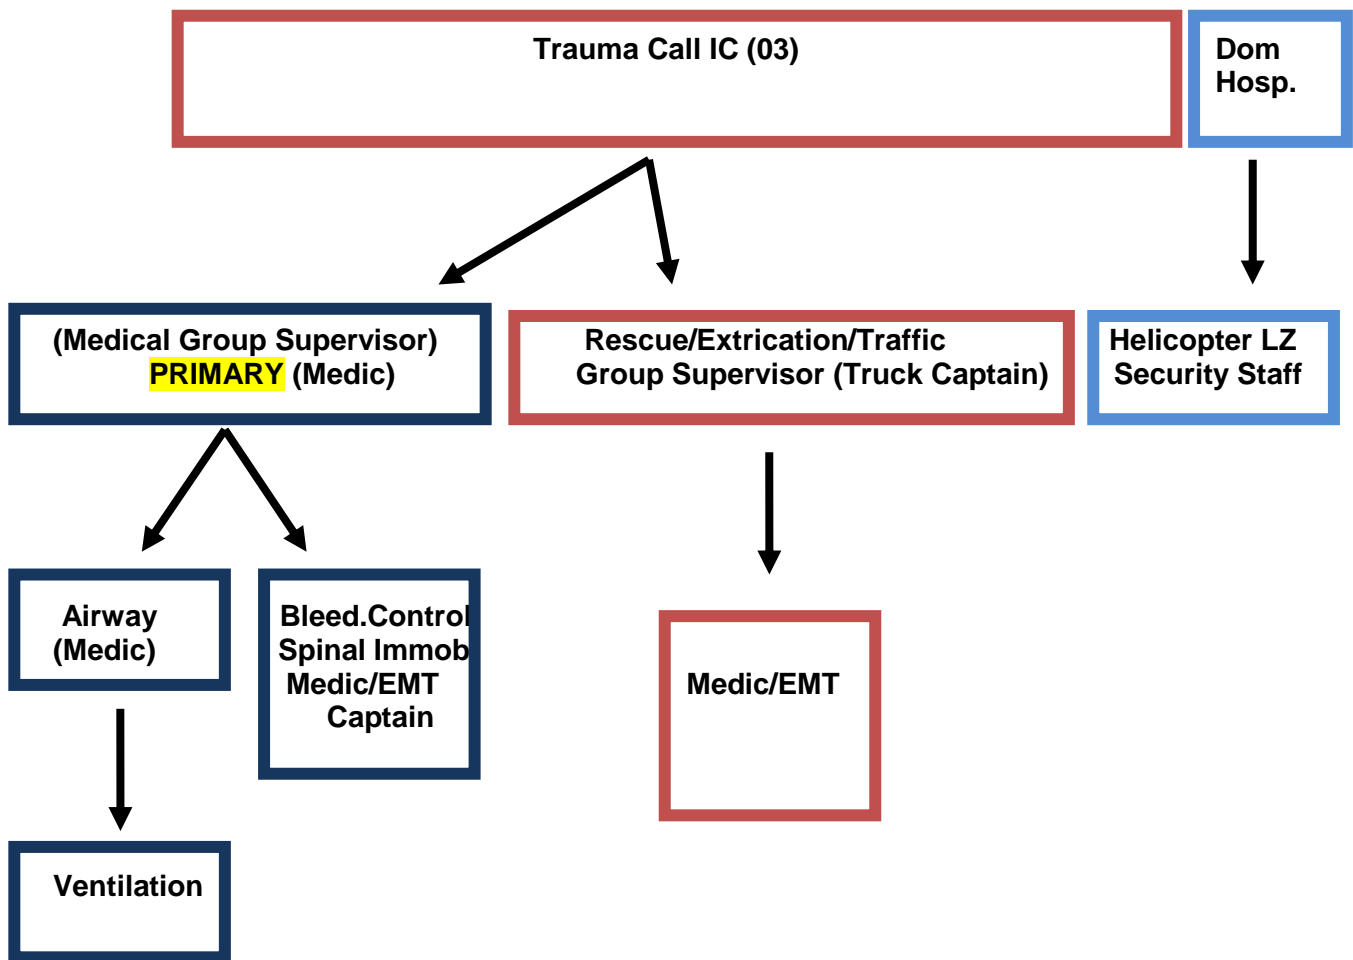 Trauma Call IC (03)
Dom
Hosp.
(Medical Group Supervisor)
PRIMARY (Medic)
Rescue/Extrication/Traffic
Group Supervisor (Truck Captain)
Helicopter LZ
Security Staff
Airway
(Medic)
Bleed.Control
Spinal Immob
Medic/EMT
Captain
Medic/EMT
Ventilation